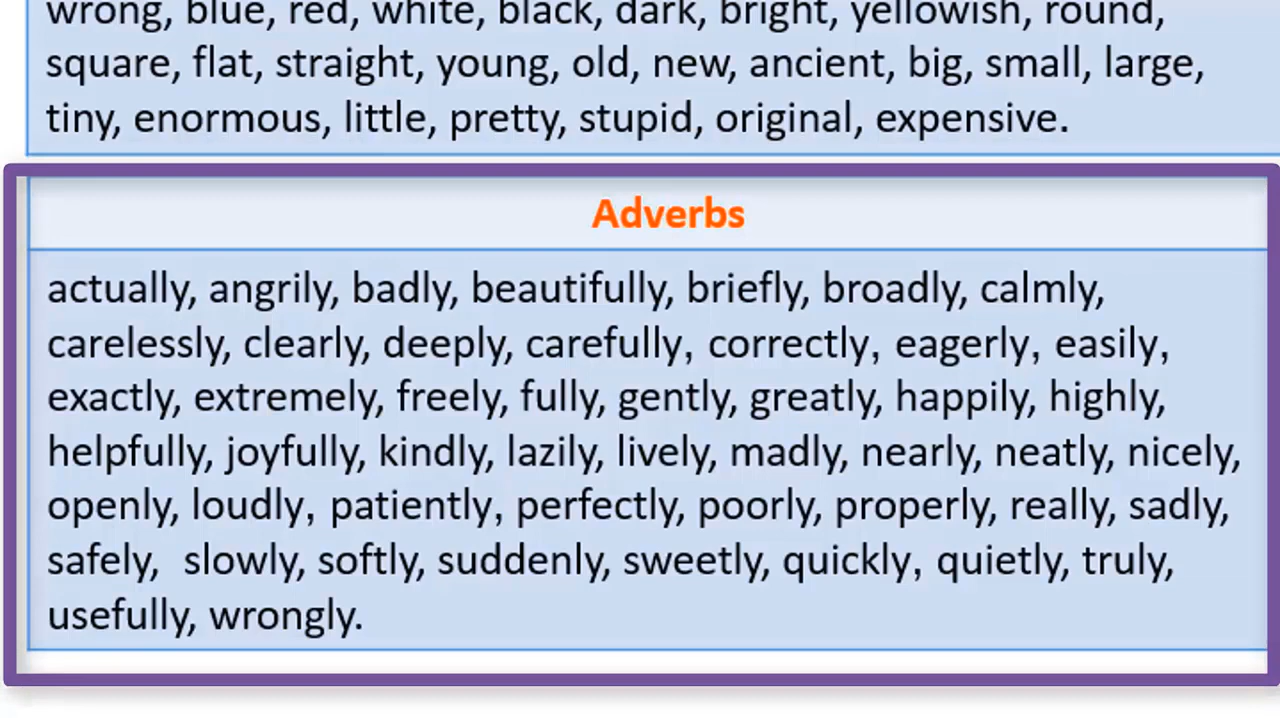 wrong, blue, red, white, black, dark, bright, yellowish, round,
square, flat, straight, young, old, new, ancient, big, small, large,
tiny, enormous, little, pretty, stupid, original, expensive.
Adverbs
actually, angrily, badly, beautifully, briefly, broadly, calmly,
carelessly, clearly, deeply, carefully, correctly, eagerly, easily,
exactly, extremely, freely, fully, gently, greatly, happily, highly,
helpfully, joyfully, kindly, lazily, lively, madly, nearly, neatly, nicely,
openly, loudly, patiently, perfectly, poorly, properly, really, sadly,
safely, slowly, softly, suddenly, sweetly, quickly, quietly, truly,
usefully, wrongly.